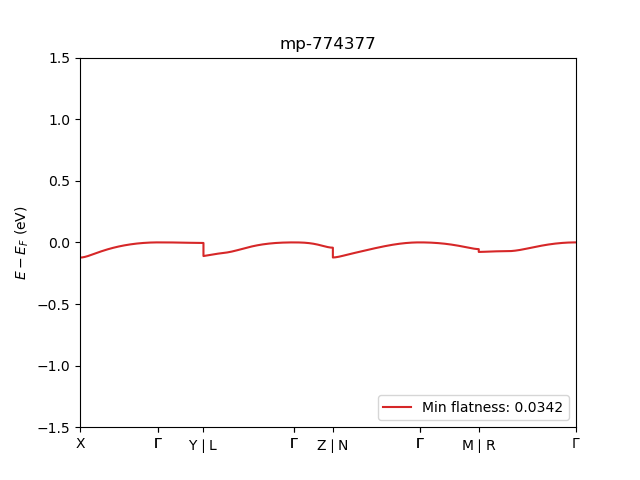 mp-774377
E − E_F (eV)
1.5
1.0
0.5
0.0
−0.5
−1.0
−1.5
Min flatness: 0.0342
X Γ Y | L Γ Z | N Γ M | R Γ